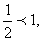 1/2 ≺ 1,